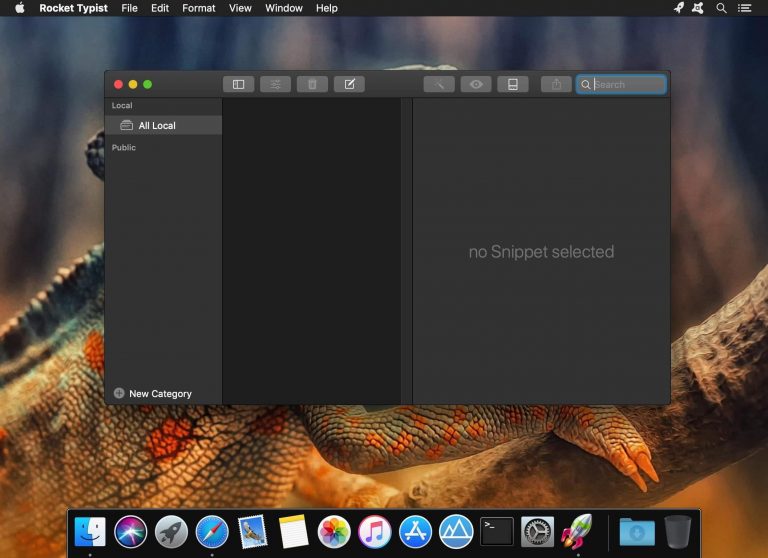 Rocket Typist File Edit Format View Window Help
Search
Local
All Local
Public
no Snippet selected
New Category
>_